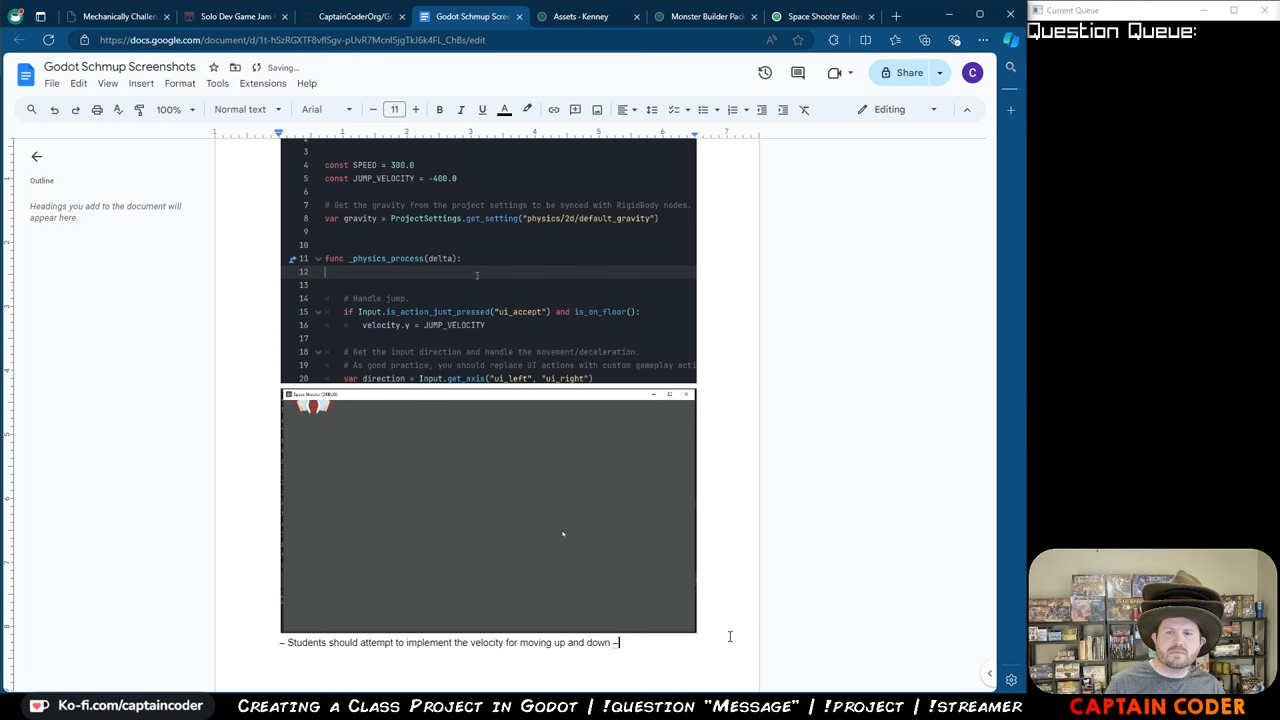 Mechanically Challen
Solo Dev Game Jam
CaptainCoderOrg/Go
Godot Schmup Scree
Assets - Kenney
Monster Builder Pack
Space Shooter Redu
Current Queue
https://docs.google.com/document/d/1t-hSzRGXTF8vflSgv-pUvR7McnI5jgTkJ6k4FL_ChBs/edit
Question Queue:
Godot Schmup Screenshots
Saving...
File Edit View Insert Format Tools Extensions Help
Share
C
100%
Normal text
Arial
11
Editing
Outline
Headings you add to the document will
appear here.
3
4 const SPEED = 300.0
5 const JUMP_VELOCITY = -400.0
6
7 # Get the gravity from the project settings to be synced with RigidBody nodes.
8 var gravity = ProjectSettings.get_setting("physics/2d/default_gravity")
9
10
11 func _physics_process(delta):
12
13
14 # Handle jump.
15 if Input.is_action_just_pressed("ui_accept") and is_on_floor():
16 velocity.y = JUMP_VELOCITY
17
18 # Get the input direction and handle the movement/deceleration.
19 # As good practice, you should replace UI actions with custom gameplay acti
20 var direction = Input.get_axis("ui_left", "ui_right")
Space Shooter (DEBUG)
– Students should attempt to implement the velocity for moving up and down –
Ko-fi.com/captaincoder
Creating a Class Project in Godot | !question "Message" | !project | !streamer
CAPTAIN CODER